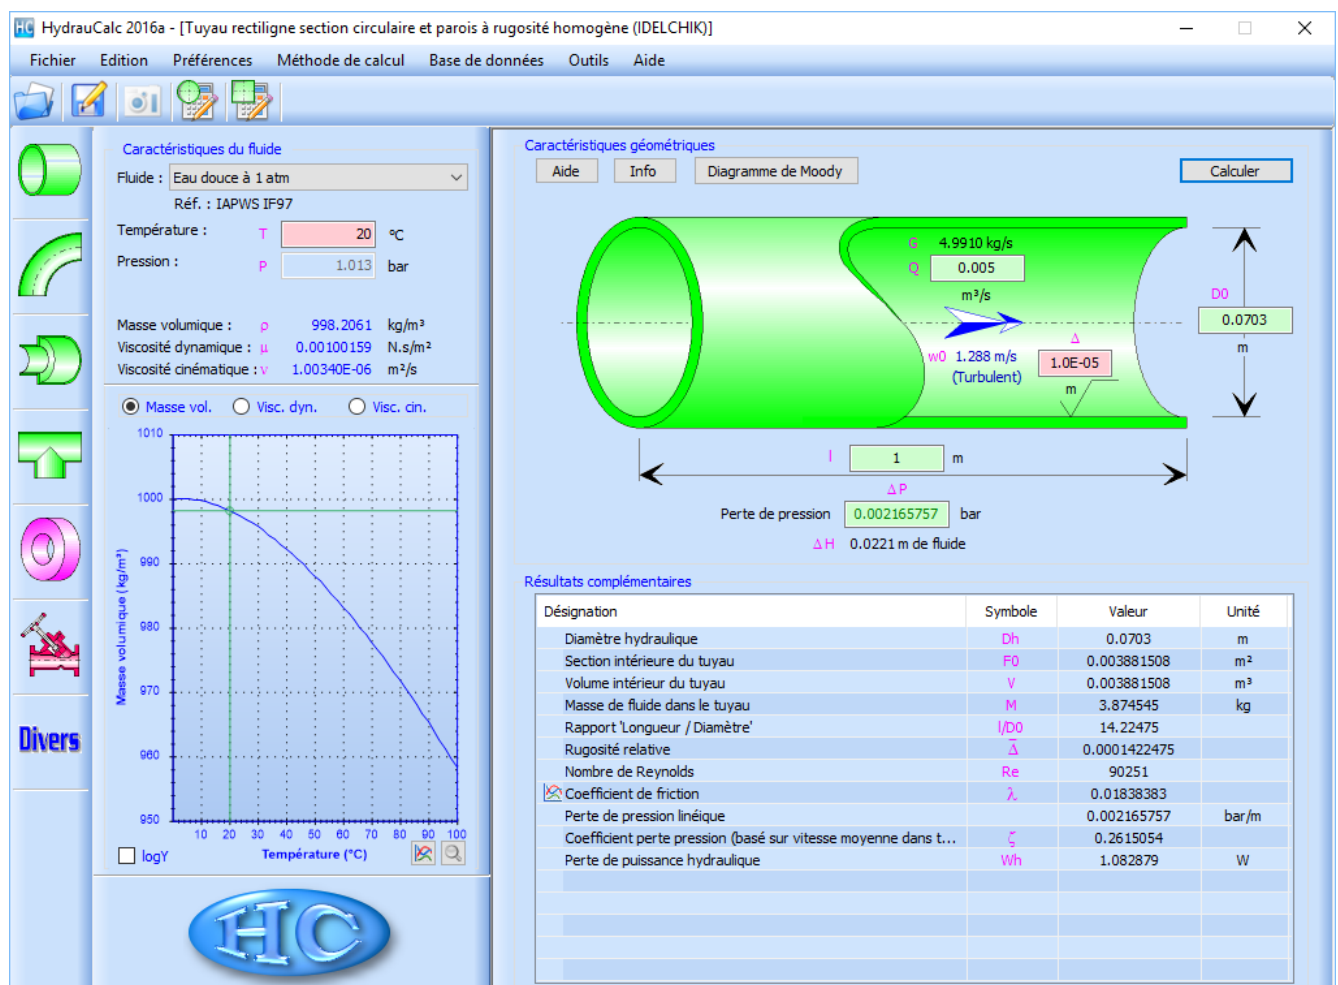 HC HydrauCalc 2016a - [Tuyau rectiligne section circulaire et parois à rugosité homogène (IDELCHIK)]
Fichier Edition Préférences Méthode de calcul Base de données Outils Aide
Caractéristiques du fluide
Fluide : Eau douce à 1 atm
Réf. : IAPWS IF97
Température : T 20 ºC
Pression : P 1.013 bar
Masse volumique : ρ 998.2061 kg/m³
Viscosité dynamique : μ 0.00100159 N.s/m²
Viscosité cinématique : ν 1.00340E-06 m²/s
Masse vol. Visc. dyn. Visc. cin.
Masse volumique (kg/m³)
1010
1000
990
980
970
960
950
10 20 30 40 50 60 70 80 90 100
logY Température (°C)
Divers
HC
Caractéristiques géométriques
Aide Info Diagramme de Moody Calculer
G 4.9910 kg/s
Q 0.005
m³/s
D0
0.0703
m
w0 1.288 m/s
(Turbulent)
Δ
1.0E-05
m
l 1 m
ΔP
Perte de pression 0.002165757 bar
ΔH 0.0221 m de fluide
Résultats complémentaires
Désignation Symbole Valeur Unité
Diamètre hydraulique Dh 0.0703 m
Section intérieure du tuyau F0 0.003881508 m²
Volume intérieur du tuyau V 0.003881508 m³
Masse de fluide dans le tuyau M 3.874545 kg
Rapport 'Longueur / Diamètre' l/D0 14.22475
Rugosité relative Δ̅ 0.0001422475
Nombre de Reynolds Re 90251
Coefficient de friction λ 0.01838383
Perte de pression linéique 0.002165757 bar/m
Coefficient perte pression (basé sur vitesse moyenne dans t... ζ 0.2615054
Perte de puissance hydraulique Wh 1.082879 W